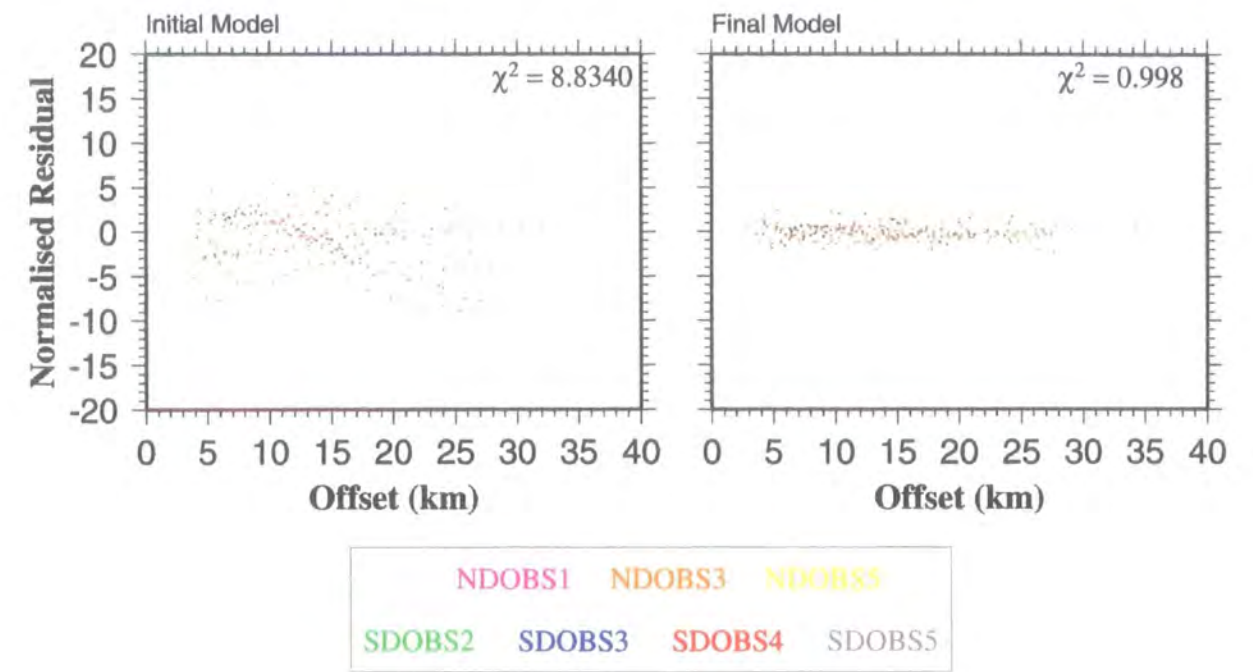 Initial Model
Final Model
χ² = 8.8340
χ² = 0.998
Normalised Residual
20
15
10
5
0
-5
-10
-15
-20
0 5 10 15 20 25 30 35 40
0 5 10 15 20 25 30 35 40
Offset (km)
Offset (km)
NDOBS1 NDOBS3 NDOBS5
SDOBS2 SDOBS3 SDOBS4 SDOBS5